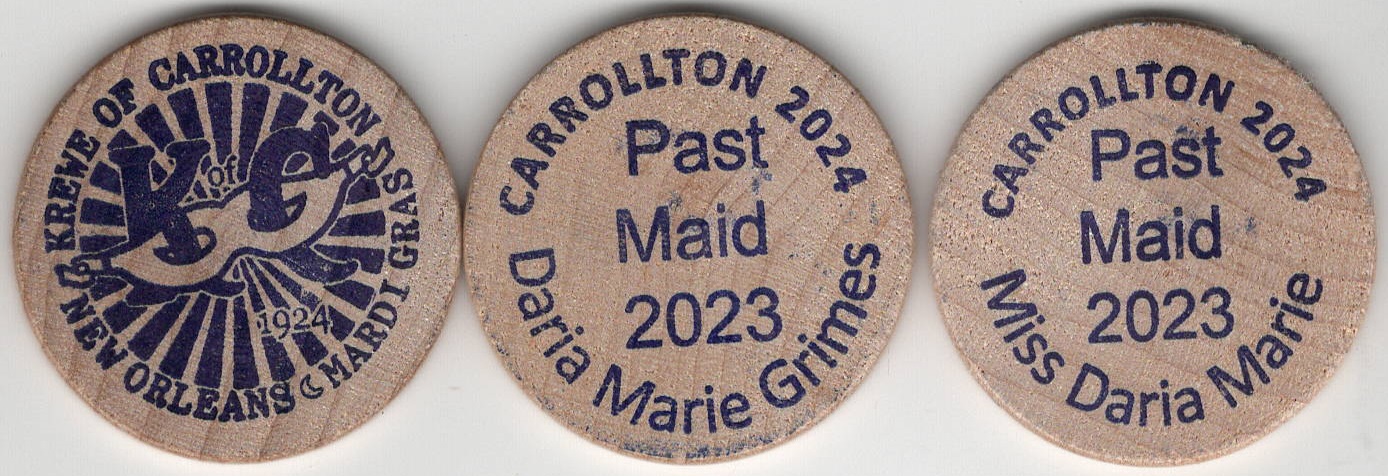 KREWE OF CARROLLTON
K of C
1924
NEW ORLEANS MARDI GRAS
CARROLLTON 2024
Past
Maid
2023
Daria Marie Grimes
CARROLLTON 2024
Past
Maid
2023
Miss Daria Marie